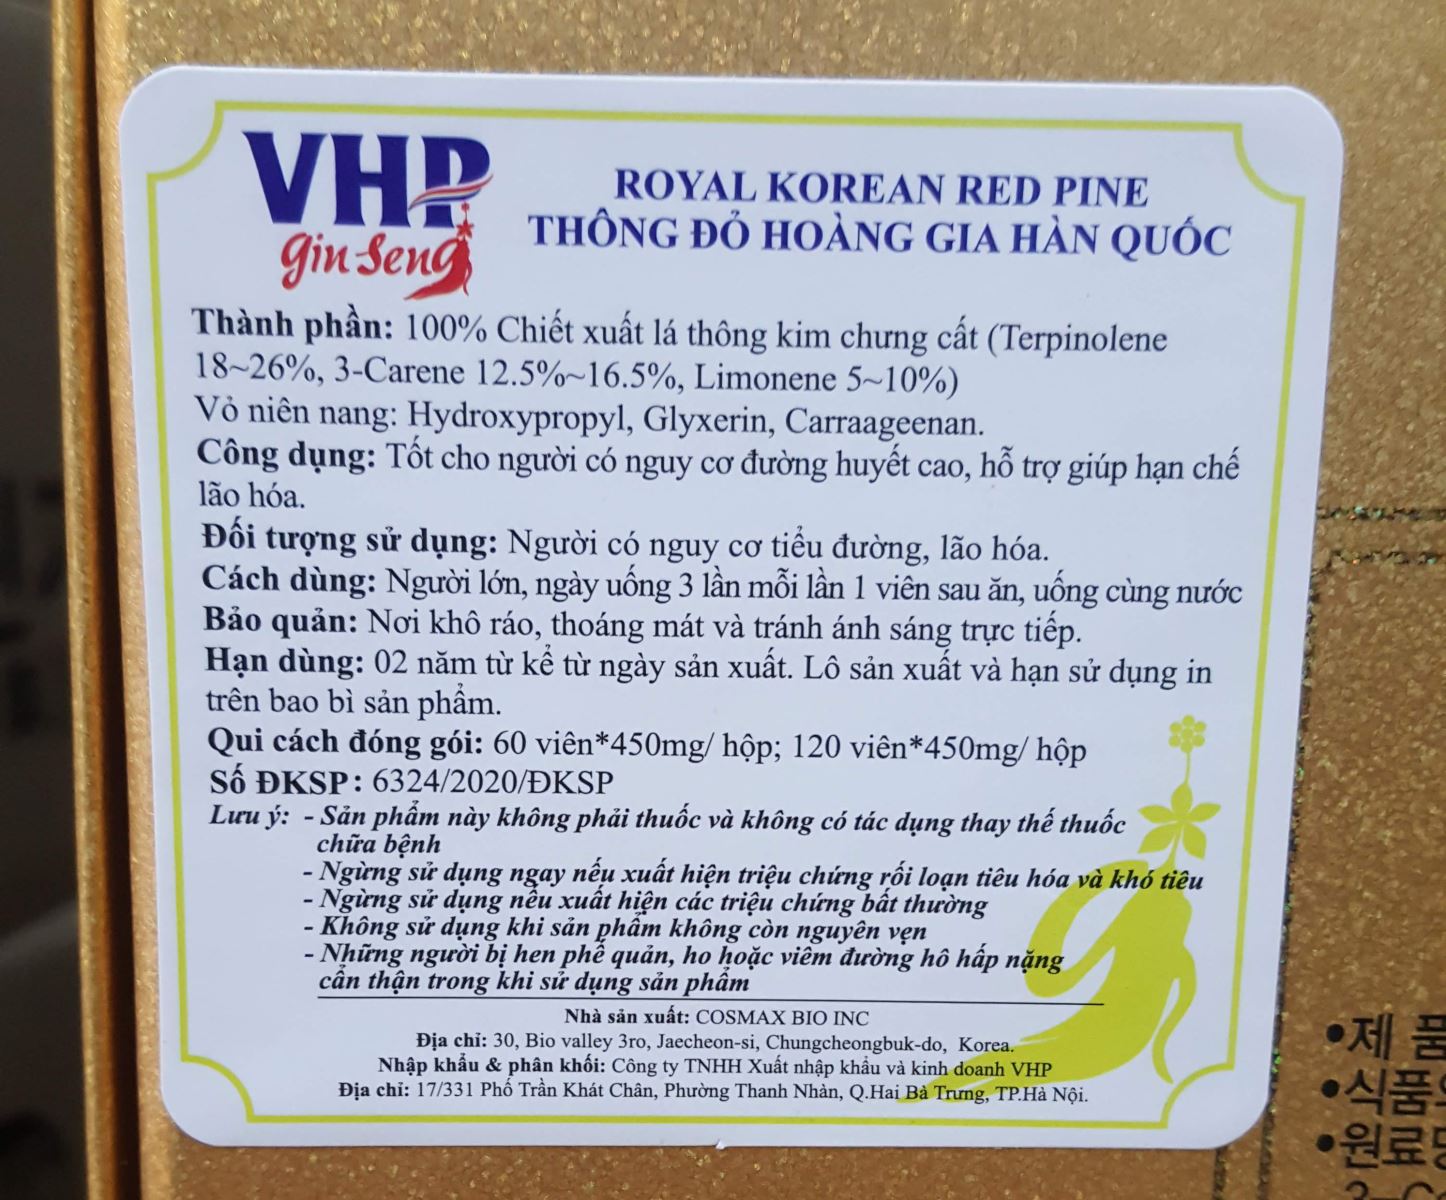 VHP
ginseng
ROYAL KOREAN RED PINE
THÔNG ĐỎ HOÀNG GIA HÀN QUỐC
Thành phần: 100% Chiết xuất lá thông kim chưng cất (Terpinolene
18~26%, 3-Carene 12.5%~16.5%, Limonene 5~10%)
Vỏ niên nang: Hydroxypropyl, Glyxerin, Carraageenan.
Công dụng: Tốt cho người có nguy cơ đường huyết cao, hỗ trợ giúp hạn chế
lão hóa.
Đối tượng sử dụng: Người có nguy cơ tiểu đường, lão hóa.
Cách dùng: Người lớn, ngày uống 3 lần mỗi lần 1 viên sau ăn, uống cùng nước
Bảo quản: Nơi khô ráo, thoáng mát và tránh ánh sáng trực tiếp.
Hạn dùng: 02 năm từ kể từ ngày sản xuất. Lô sản xuất và hạn sử dụng in
trên bao bì sản phẩm.
Qui cách đóng gói: 60 viên*450mg/ hộp; 120 viên*450mg/ hộp
Số ĐKSP: 6324/2020/ĐKSP
Lưu ý: - Sản phẩm này không phải thuốc và không có tác dụng thay thế thuốc
chữa bệnh
- Ngừng sử dụng ngay nếu xuất hiện triệu chứng rối loạn tiêu hóa và khó tiêu
- Ngừng sử dụng nếu xuất hiện các triệu chứng bất thường
- Không sử dụng khi sản phẩm không còn nguyên vẹn
- Những người bị hen phế quản, ho hoặc viêm đường hô hấp nặng
cẩn thận trong khi sử dụng sản phẩm
Nhà sản xuất: COSMAX BIO INC
Địa chỉ: 30, Bio valley 3ro, Jaecheon-si, Chungcheongbuk-do, Korea.
Nhập khẩu & phân khối: Công ty TNHH Xuất nhập khẩu và kinh doanh VHP
Địa chỉ: 17/331 Phố Trần Khát Chân, Phường Thanh Nhàn, Q.Hai Bà Trưng, TP.Hà Nội.
•제 품
•식품
•원료